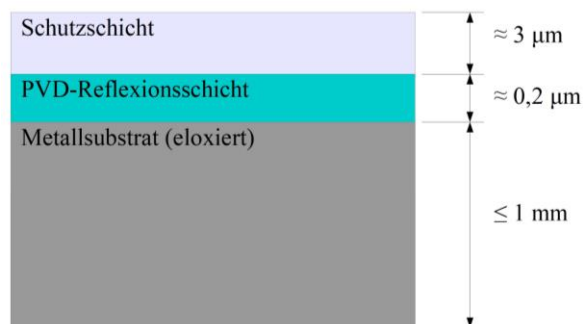 Schutzschicht
≈ 3 µm
PVD-Reflexionsschicht
≈ 0,2 µm
Metallsubstrat (eloxiert)
≤ 1 mm